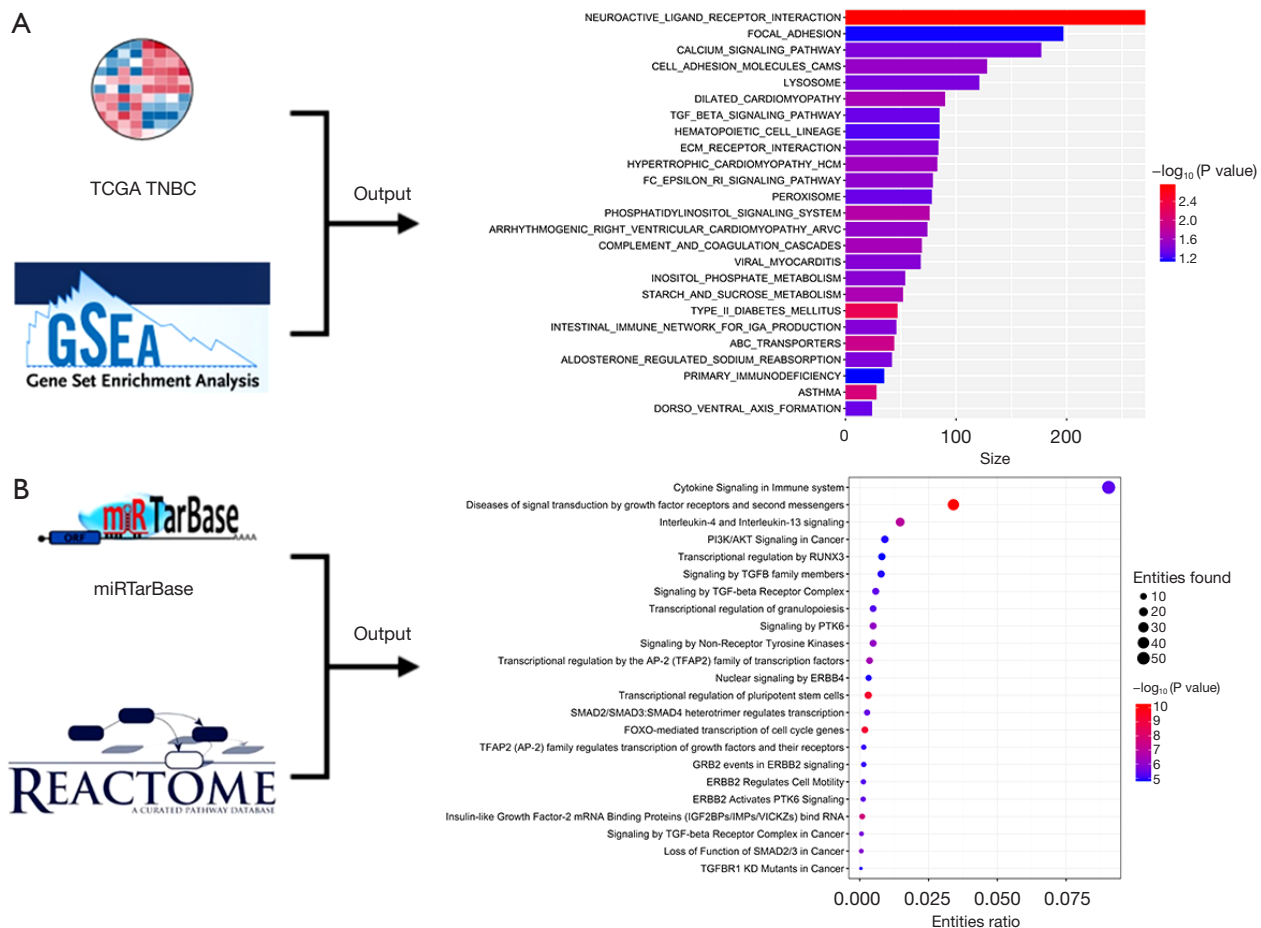 A
TCGA TNBC
Output
GSEA
Gene Set Enrichment Analysis
NEUROACTIVE_LIGAND_RECEPTOR_INTERACTION
FOCAL_ADHESION
CALCIUM_SIGNALING_PATHWAY
CELL_ADHESION_MOLECULES_CAMS
LYSOSOME
DILATED_CARDIOMYOPATHY
TGF_BETA_SIGNALING_PATHWAY
HEMATOPOIETIC_CELL_LINEAGE
ECM_RECEPTOR_INTERACTION
HYPERTROPHIC_CARDIOMYOPATHY_HCM
FC_EPSILON_RI_SIGNALING_PATHWAY
PEROXISOME
PHOSPHATIDYLINOSITOL_SIGNALING_SYSTEM
ARRHYTHMOGENIC_RIGHT_VENTRICULAR_CARDIOMYOPATHY_ARVC
COMPLEMENT_AND_COAGULATION_CASCADES
VIRAL_MYOCARDITIS
INOSITOL_PHOSPHATE_METABOLISM
STARCH_AND_SUCROSE_METABOLISM
TYPE_II_DIABETES_MELLITUS
INTESTINAL_IMMUNE_NETWORK_FOR_IGA_PRODUCTION
ABC_TRANSPORTERS
ALDOSTERONE_REGULATED_SODIUM_REABSORPTION
PRIMARY_IMMUNODEFICIENCY
ASTHMA
DORSO_VENTRAL_AXIS_FORMATION
0 100 200
Size
−log₁₀ (P value)
2.4
2.0
1.6
1.2
B
miRTarBase
ORF
AAAA
miRTarBase
Output
REACTOME
A CURATED PATHWAY DATABASE
Cytokine Signaling in Immune system
Diseases of signal transduction by growth factor receptors and second messengers
Interleukin-4 and Interleukin-13 signaling
PI3K/AKT Signaling in Cancer
Transcriptional regulation by RUNX3
Signaling by TGFB family members
Signaling by TGF-beta Receptor Complex
Transcriptional regulation of granulopoiesis
Signaling by PTK6
Signaling by Non-Receptor Tyrosine Kinases
Transcriptional regulation by the AP-2 (TFAP2) family of transcription factors
Nuclear signaling by ERBB4
Transcriptional regulation of pluripotent stem cells
SMAD2/SMAD3:SMAD4 heterotrimer regulates transcription
FOXO-mediated transcription of cell cycle genes
TFAP2 (AP-2) family regulates transcription of growth factors and their receptors
GRB2 events in ERBB2 signaling
ERBB2 Regulates Cell Motility
ERBB2 Activates PTK6 Signaling
Insulin-like Growth Factor-2 mRNA Binding Proteins (IGF2BPs/IMPs/VICKZs) bind RNA
Signaling by TGF-beta Receptor Complex in Cancer
Loss of Function of SMAD2/3 in Cancer
TGFBR1 KD Mutants in Cancer
0.000 0.025 0.050 0.075
Entities ratio
Entities found
10
20
30
40
50
−log₁₀ (P value)
10
9
8
7
6
5